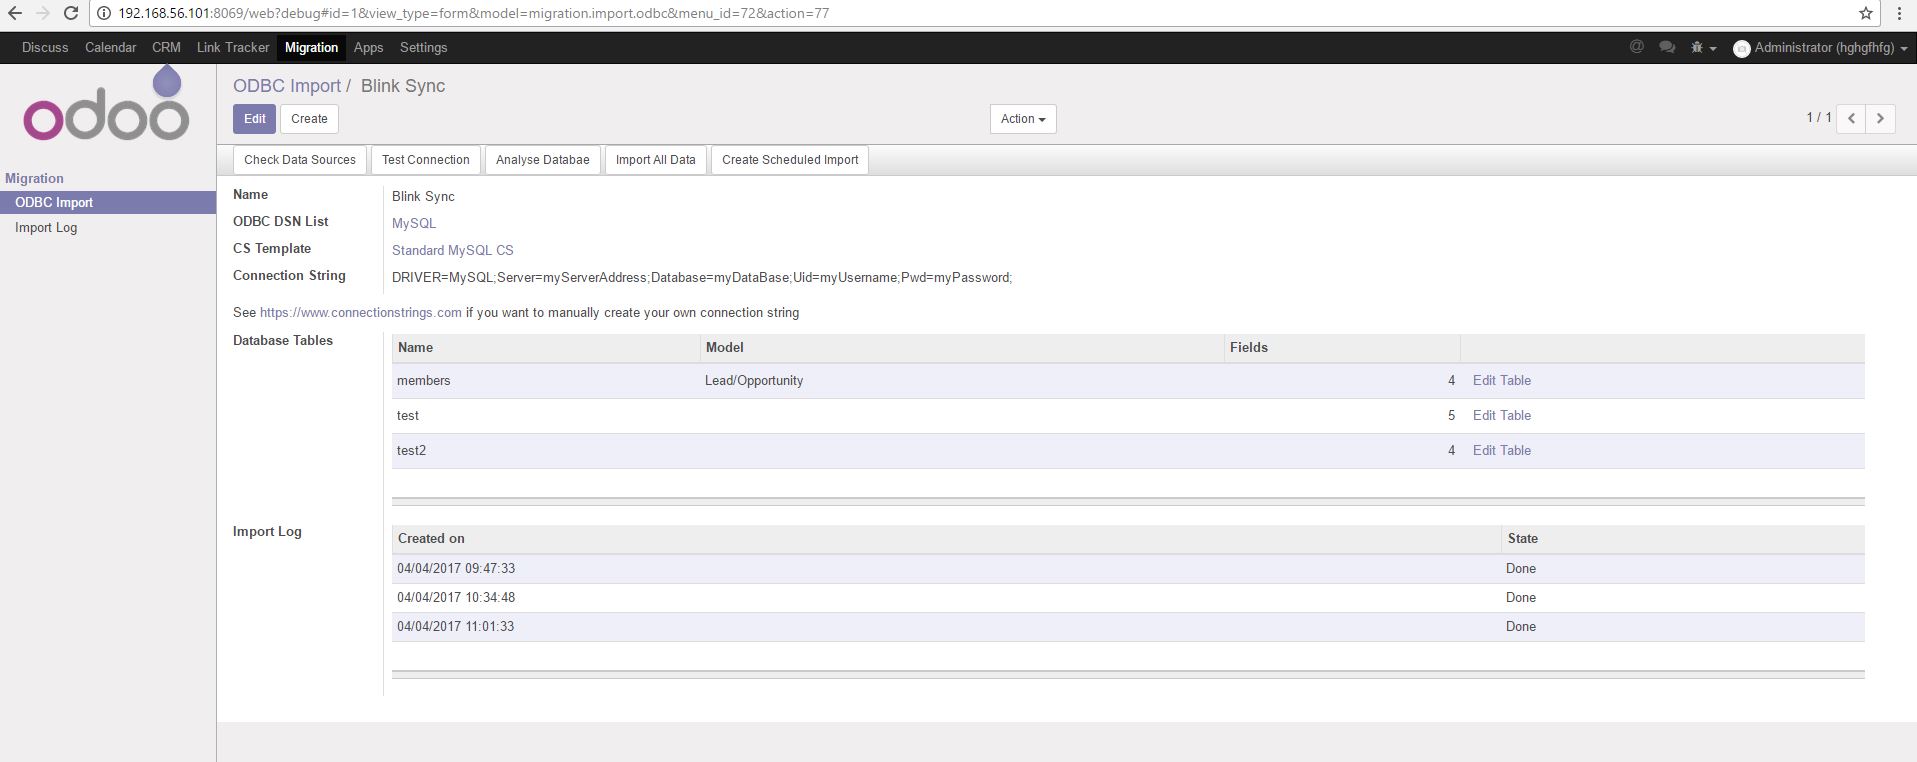 192.168.56.101:8069/web?debug#id=1&view_type=form&model=migration.import.odbc&menu_id=72&action=77
Discuss Calendar CRM Link Tracker Migration Apps Settings @ Administrator (hghgfhfg)
odoo
ODBC Import / Blink Sync
Edit Create Action 1 / 1
Check Data Sources Test Connection Analyse Databae Import All Data Create Scheduled Import
Migration
ODBC Import
Import Log
Name Blink Sync
ODBC DSN List MySQL
CS Template Standard MySQL CS
Connection String DRIVER=MySQL;Server=myServerAddress;Database=myDataBase;Uid=myUsername;Pwd=myPassword;
See https://www.connectionstrings.com if you want to manually create your own connection string
Database Tables Name Model Fields
members Lead/Opportunity 4 Edit Table
test 5 Edit Table
test2 4 Edit Table
Import Log Created on State
04/04/2017 09:47:33 Done
04/04/2017 10:34:48 Done
04/04/2017 11:01:33 Done